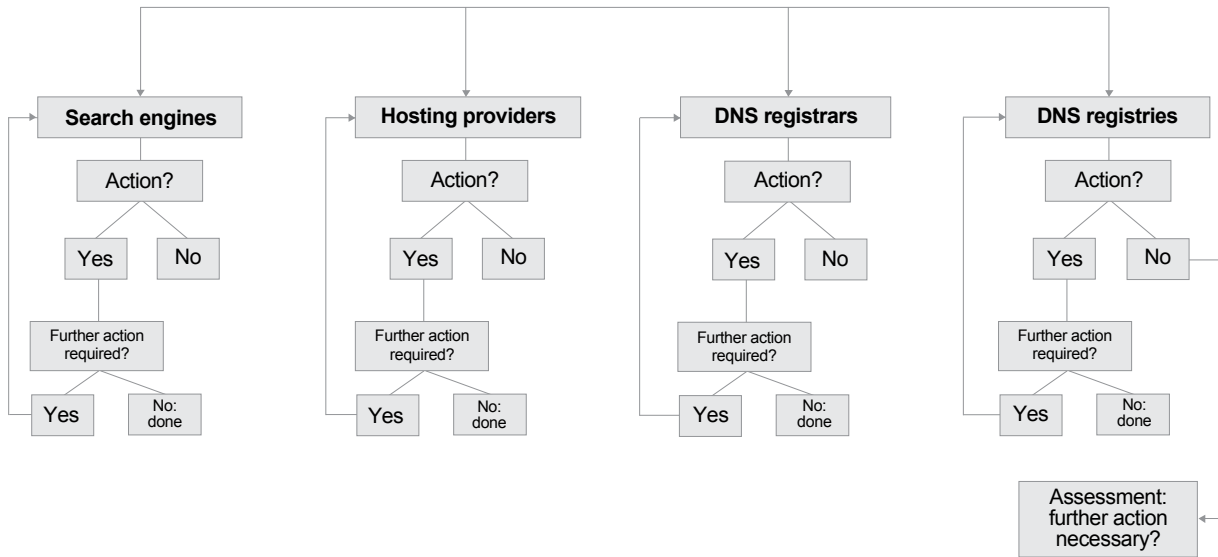 Search engines
Action?
Yes
No
Further action
required?
Yes
No:
done
Hosting providers
Action?
Yes
No
Further action
required?
Yes
No:
done
DNS registrars
Action?
Yes
No
Further action
required?
Yes
No:
done
DNS registries
Action?
Yes
No
Further action
required?
Yes
No:
done
Assessment:
further action
necessary?